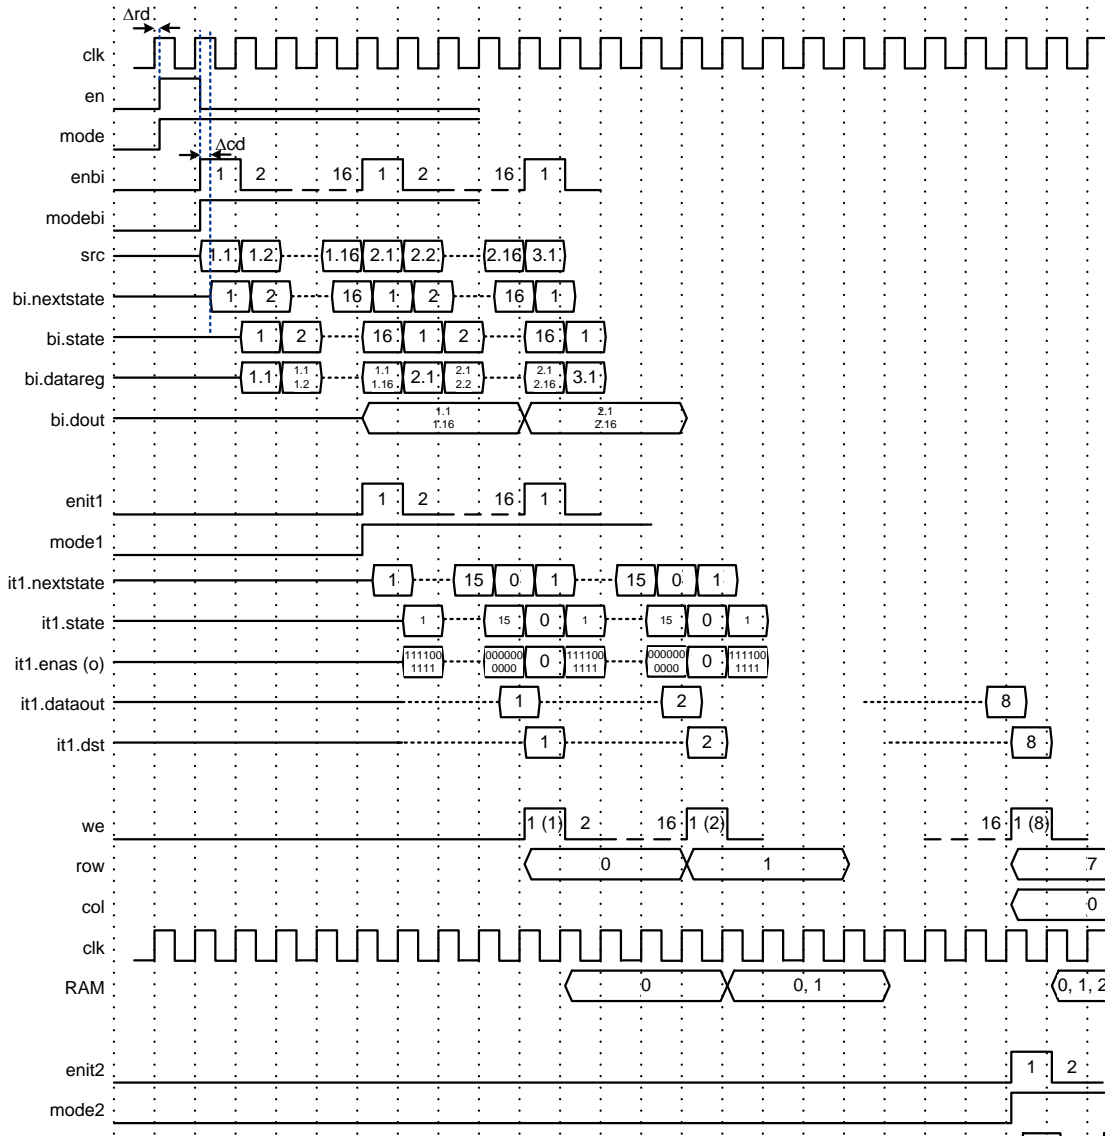 Δrd
clk
en
mode
Δcd
enbi 1 2 16 1 2 16 1
modebi
src 1.1 1.2 1.16 2.1 2.2 2.16 3.1
bi.nextstate 1 2 16 1 2 16 1
bi.state 1 2 16 1 2 16 1
bi.datareg 1.1 1.1 1.2 1.1 1.16 2.1 2.1 2.2 2.1 2.16 3.1
bi.dout 1.1 1.16 2.1 2.16
enit1 1 2 16 1
mode1
it1.nextstate 1 15 0 1 15 0 1
it1.state 1 15 0 1 15 0 1
it1.enas (o) 111100 1111 000000 0000 0 111100 1111 000000 0000 0 111100 1111
it1.dataout 1 2 8
it1.dst 1 2 8
we 1 (1) 2 16 1 (2) 16 1 (8)
row 0 1 7
col 0
clk
RAM 0 0, 1 0, 1, 2
enit2 1 2
mode2